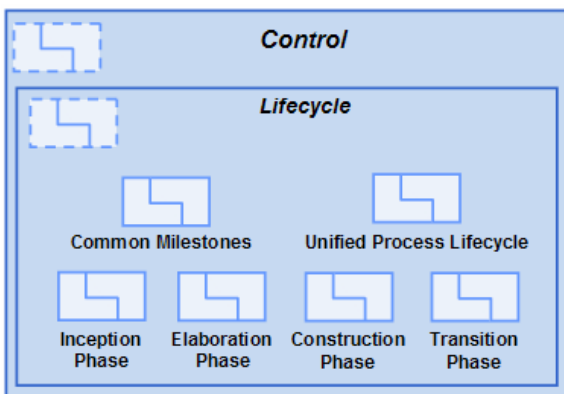 Control
Lifecycle
Common Milestones
Unified Process Lifecycle
Inception
Phase
Elaboration
Phase
Construction
Phase
Transition
Phase